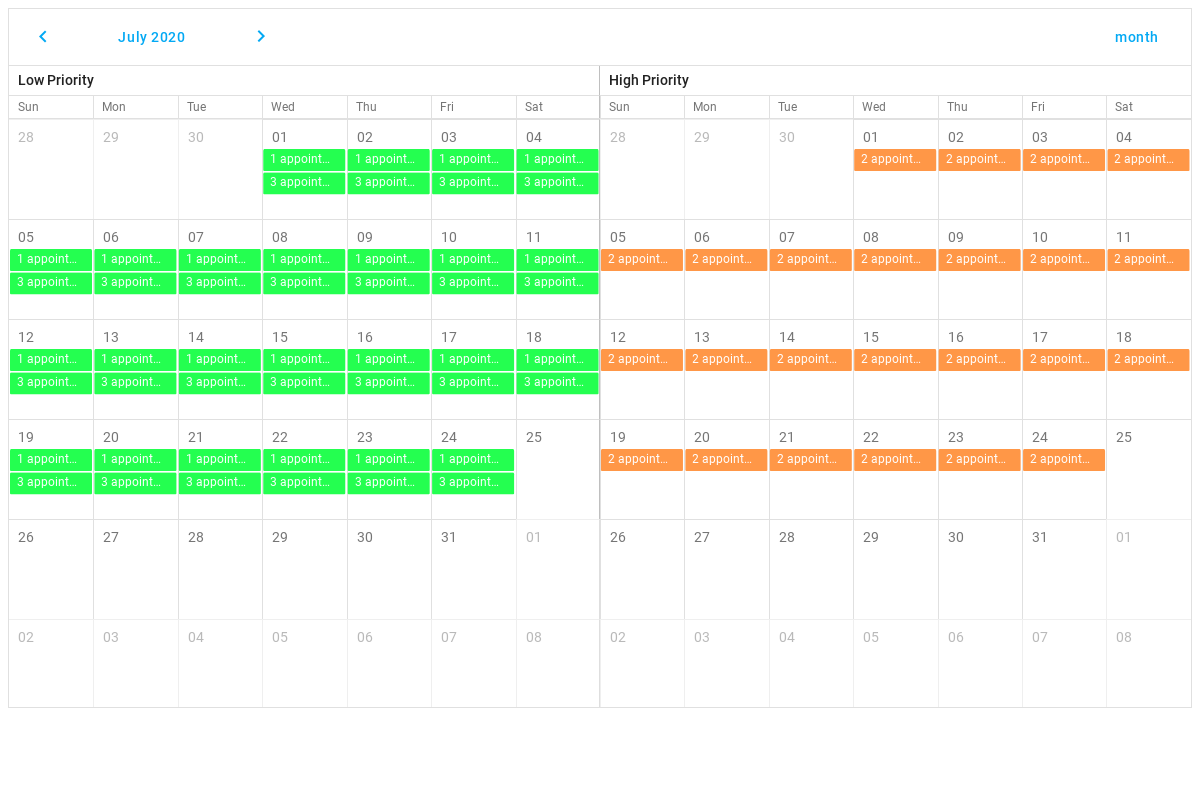 July 2020 month
Low Priority High Priority
Sun Mon Tue Wed Thu Fri Sat Sun Mon Tue Wed Thu Fri Sat
28 29 30 01 02 03 04 28 29 30 01 02 03 04
1 appoint... 1 appoint... 1 appoint... 1 appoint... 2 appoint... 2 appoint... 2 appoint... 2 appoint...
3 appoint... 3 appoint... 3 appoint... 3 appoint...
05 06 07 08 09 10 11 05 06 07 08 09 10 11
1 appoint... 1 appoint... 1 appoint... 1 appoint... 1 appoint... 1 appoint... 1 appoint... 2 appoint... 2 appoint... 2 appoint... 2 appoint... 2 appoint... 2 appoint... 2 appoint...
3 appoint... 3 appoint... 3 appoint... 3 appoint... 3 appoint... 3 appoint... 3 appoint...
12 13 14 15 16 17 18 12 13 14 15 16 17 18
1 appoint... 1 appoint... 1 appoint... 1 appoint... 1 appoint... 1 appoint... 1 appoint... 2 appoint... 2 appoint... 2 appoint... 2 appoint... 2 appoint... 2 appoint... 2 appoint...
3 appoint... 3 appoint... 3 appoint... 3 appoint... 3 appoint... 3 appoint... 3 appoint...
19 20 21 22 23 24 25 19 20 21 22 23 24 25
1 appoint... 1 appoint... 1 appoint... 1 appoint... 1 appoint... 1 appoint... 2 appoint... 2 appoint... 2 appoint... 2 appoint... 2 appoint... 2 appoint...
3 appoint... 3 appoint... 3 appoint... 3 appoint... 3 appoint... 3 appoint...
26 27 28 29 30 31 01 26 27 28 29 30 31 01
02 03 04 05 06 07 08 02 03 04 05 06 07 08